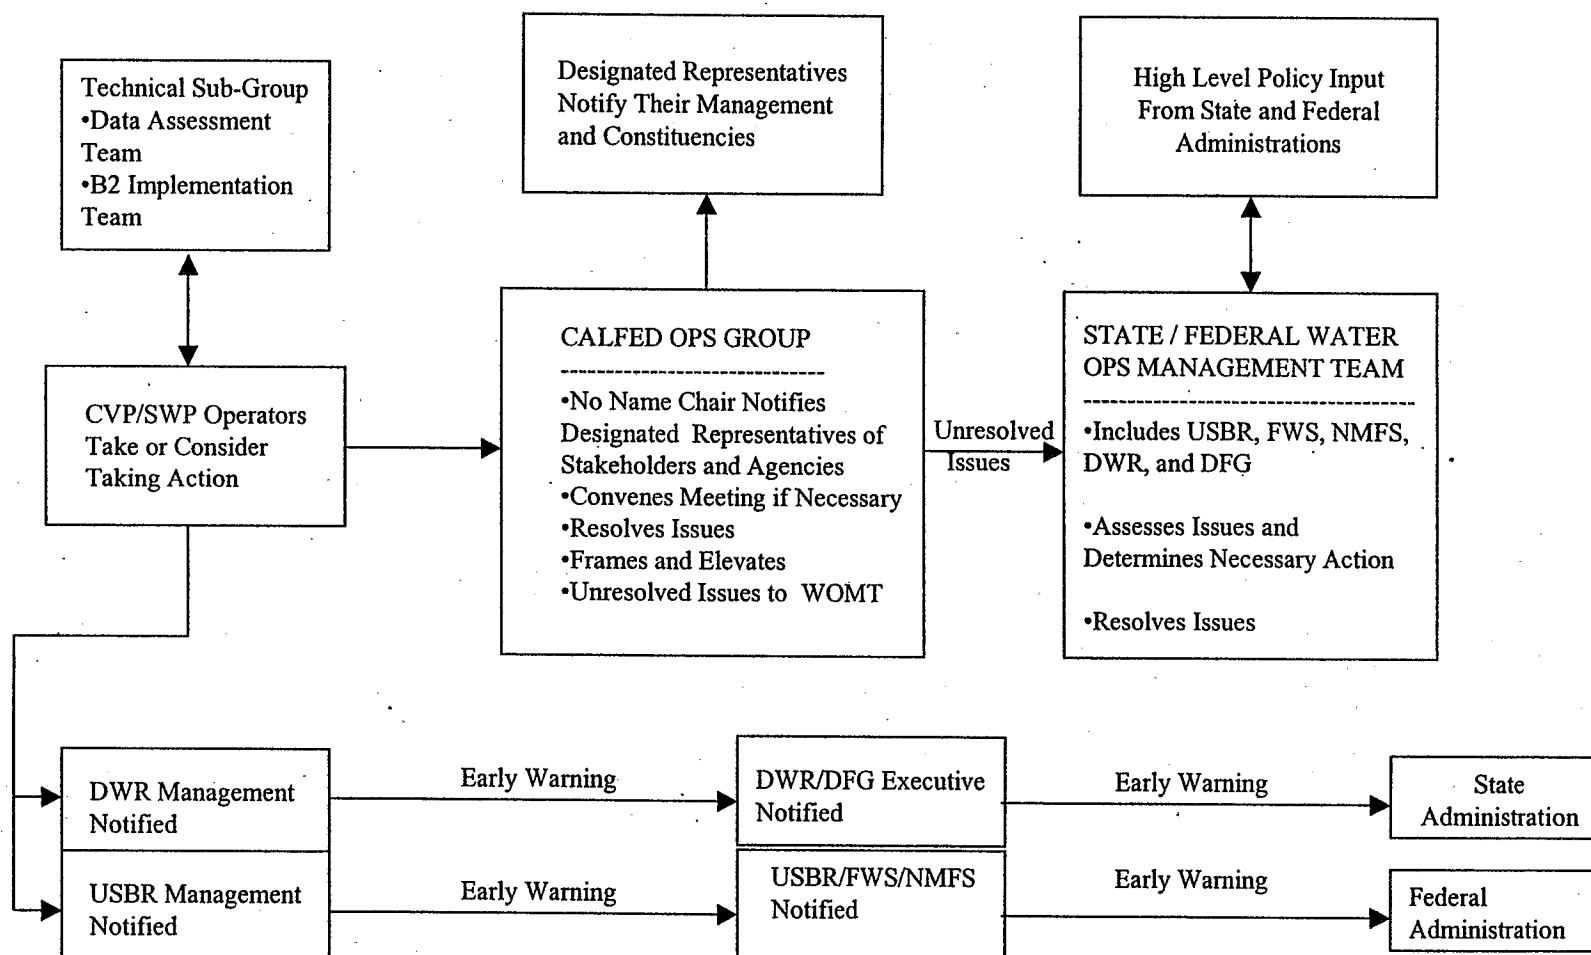 Technical Sub-Group
•Data Assessment
Team
•B2 Implementation
Team
Designated Representatives
Notify Their Management
and Constituencies
High Level Policy Input
From State and Federal
Administrations
CVP/SWP Operators
Take or Consider
Taking Action
CALFED OPS GROUP
•No Name Chair Notifies
Designated Representatives of
Stakeholders and Agencies
•Convenes Meeting if Necessary
•Resolves Issues
•Frames and Elevates
•Unresolved Issues to WOMT
Unresolved
Issues
STATE / FEDERAL WATER
OPS MANAGEMENT TEAM
•Includes USBR, FWS, NMFS,
DWR, and DFG
•Assesses Issues and
Determines Necessary Action
•Resolves Issues
DWR Management
Notified
Early Warning
DWR/DFG Executive
Notified
Early Warning
State
Administration
USBR Management
Notified
Early Warning
USBR/FWS/NMFS
Notified
Early Warning
Federal
Administration